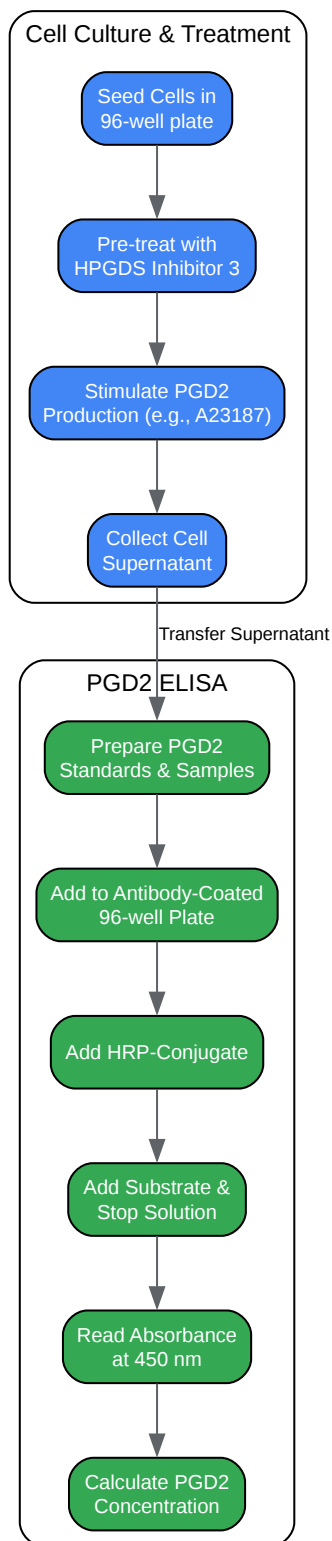 Cell Culture & Treatment
Seed Cells in
96-well plate
Pre-treat with
HPGDS Inhibitor 3
Stimulate PGD2
Production (e.g., A23187)
Collect Cell
Supernatant
Transfer Supernatant
PGD2 ELISA
Prepare PGD2
Standards & Samples
Add to Antibody-Coated
96-well Plate
Add HRP-Conjugate
Add Substrate &
Stop Solution
Read Absorbance
at 450 nm
Calculate PGD2
Concentration